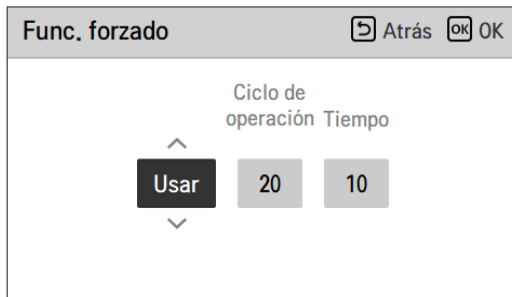 Func. forzado
Atrás OK OK
Ciclo de
operación Tiempo
Usar 20 10